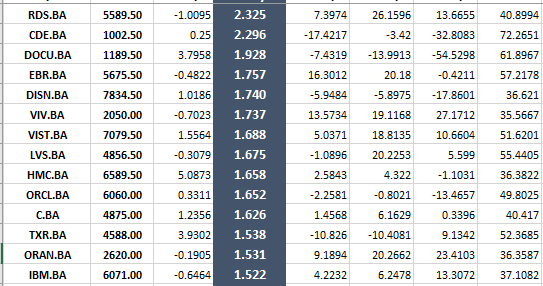 RDS.BA 5589.50 -1.0095 2.325 7.3974 26.1596 13.6655 40.8994
CDE.BA 1002.50 0.25 2.296 -17.4217 -3.42 -32.8083 72.2651
DOCU.BA 1189.50 3.7958 1.928 -7.4319 -13.9913 -54.5298 61.8967
EBR.BA 5675.50 -0.4822 1.757 16.3012 20.18 -0.4211 57.2178
DISN.BA 7834.50 1.0186 1.740 -5.9484 -5.8975 -17.8601 36.621
VIV.BA 2050.00 -0.7023 1.737 13.5734 19.1168 27.1712 35.5667
VIST.BA 7079.50 1.5564 1.688 5.0371 18.8135 10.6604 51.6201
LVS.BA 4856.50 -0.3079 1.675 -1.0896 20.2253 5.599 55.4405
HMC.BA 6589.50 5.0873 1.658 2.5843 4.322 -1.1031 36.3822
ORCL.BA 6060.00 0.3311 1.652 -2.2581 -0.8021 -13.4657 49.8025
C.BA 4875.00 1.2356 1.626 1.4568 6.1629 0.3396 40.417
TXR.BA 4588.00 3.9302 1.538 -10.826 -10.4081 9.1342 52.3685
ORAN.BA 2620.00 -0.1905 1.531 9.1894 20.2662 23.4103 36.3587
IBM.BA 6071.00 -0.6464 1.522 4.2232 6.2478 13.3072 37.1082